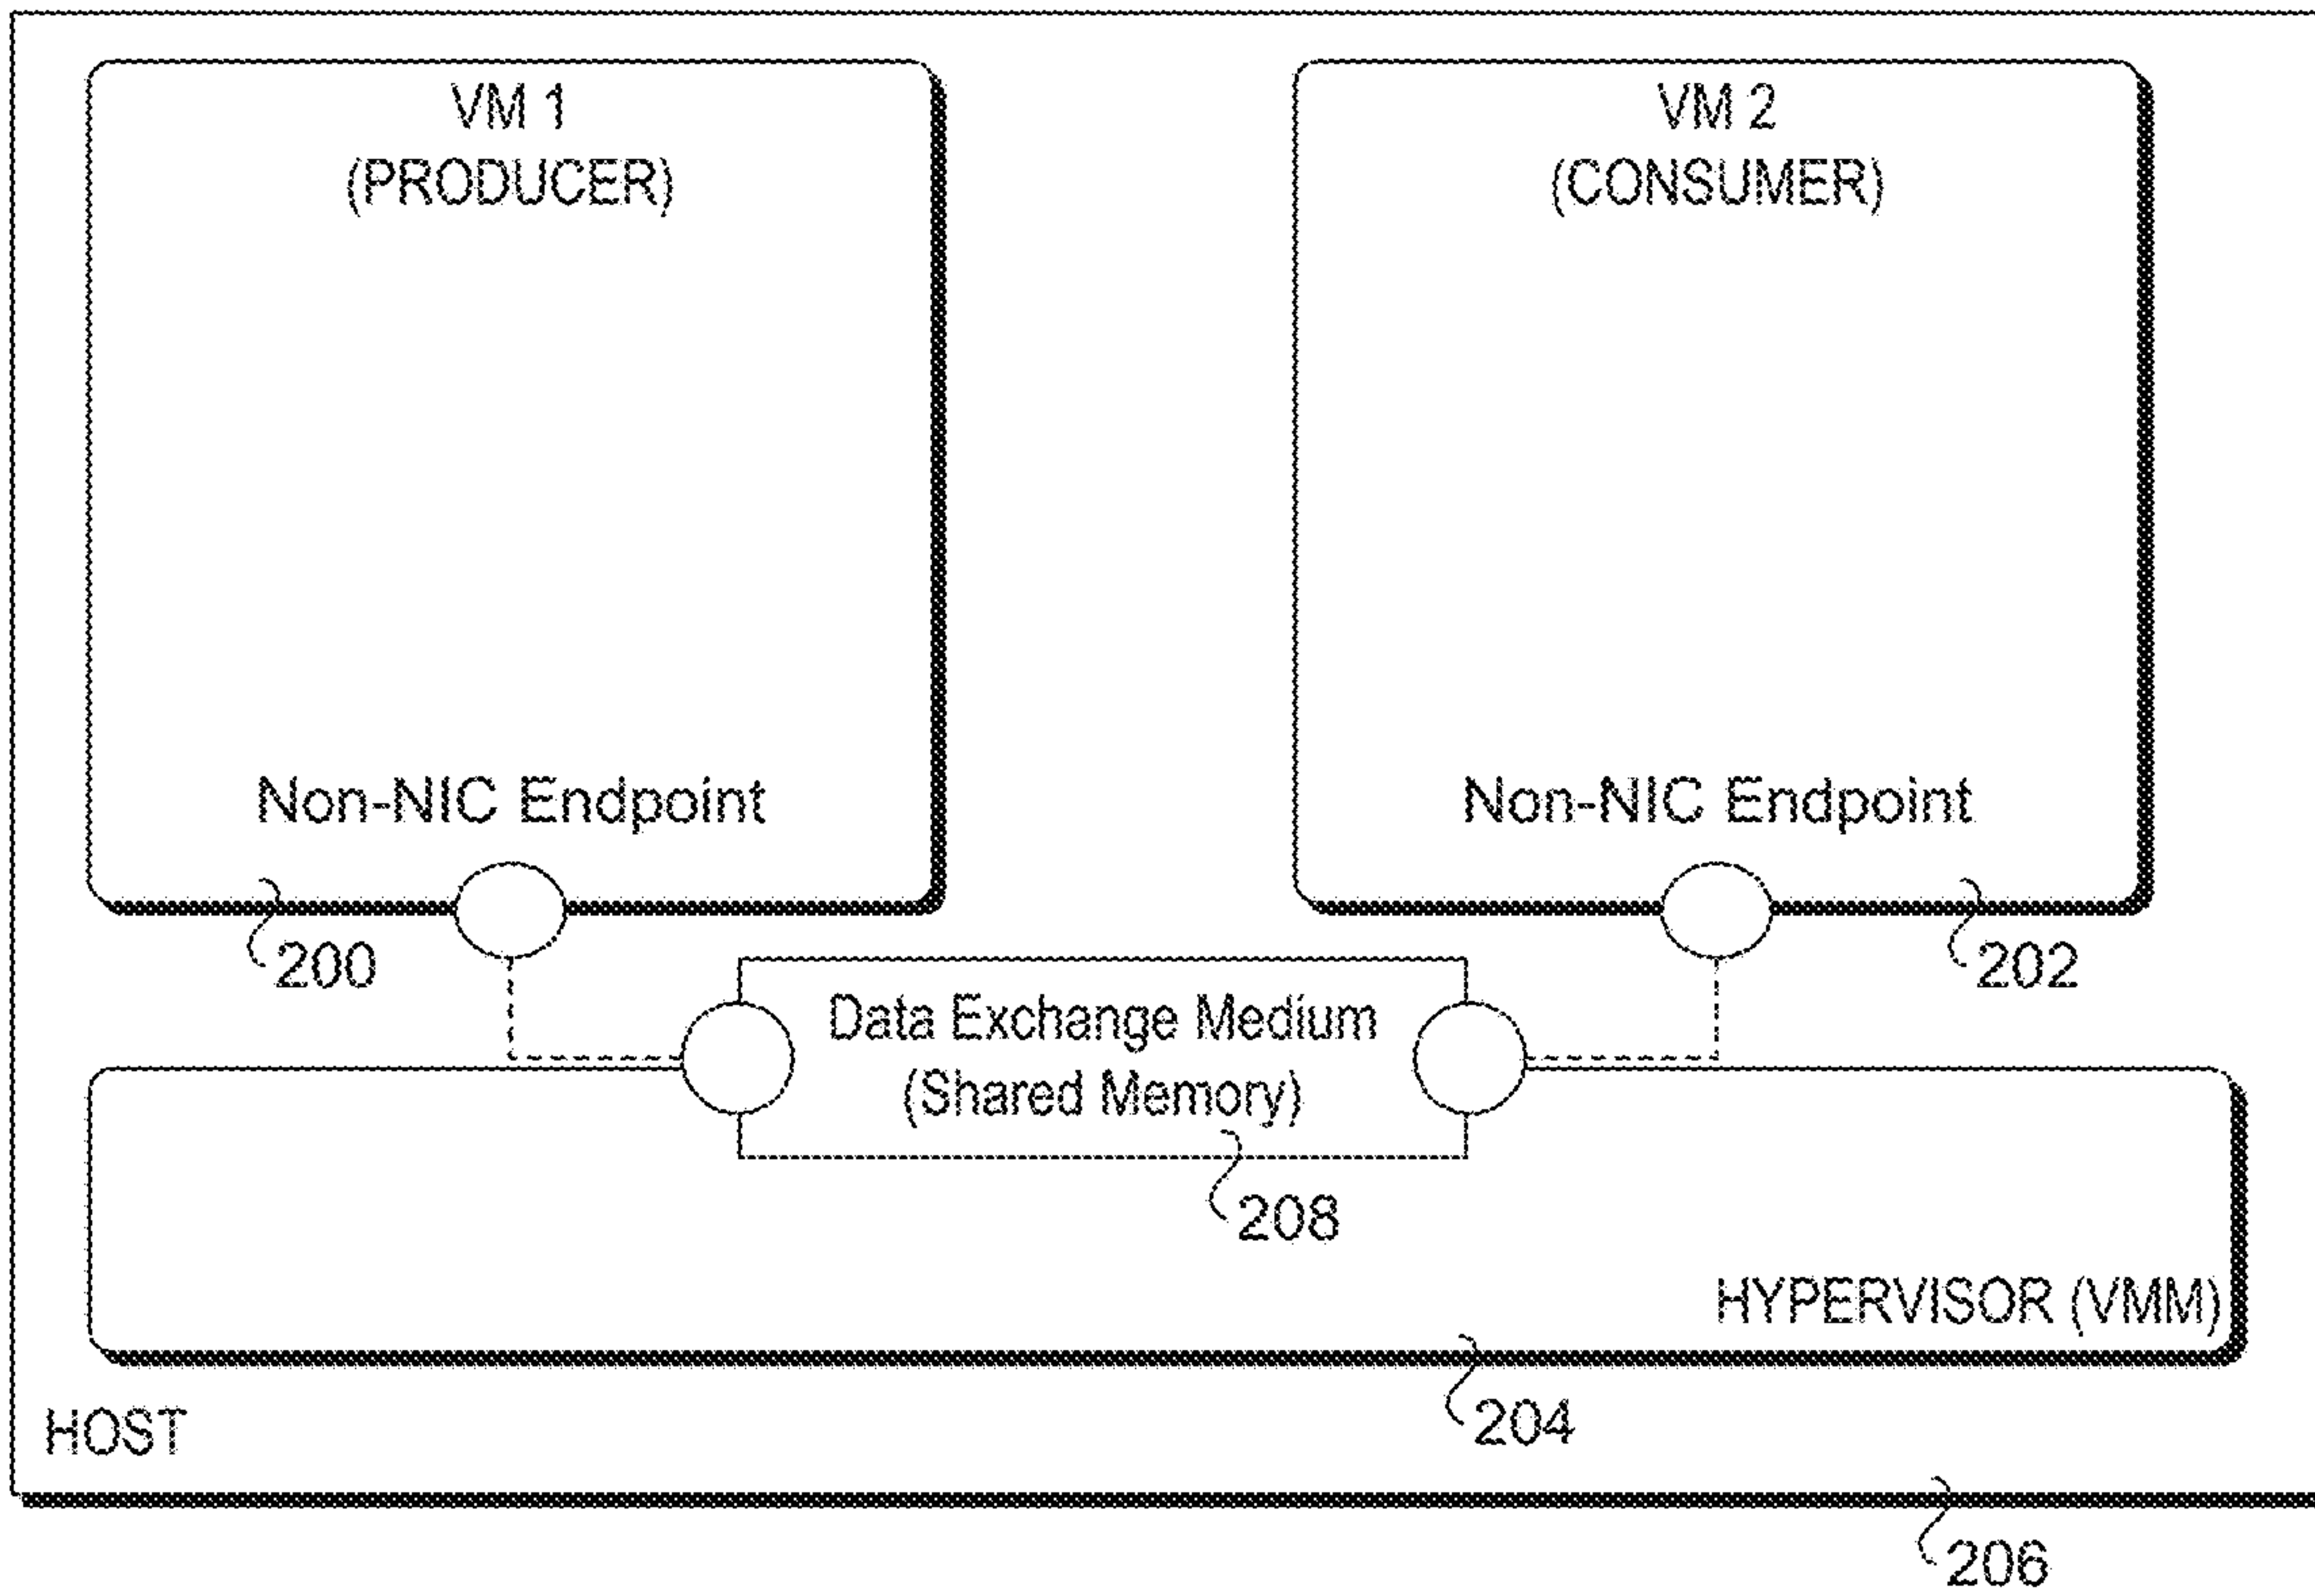 VM 1
(PRODUCER)
VM 2
(CONSUMER)
Non-NIC Endpoint
Non-NIC Endpoint
200
202
Data Exchange Medium
(Shared Memory)
208
HYPERVISOR (VMM)
204
HOST
206